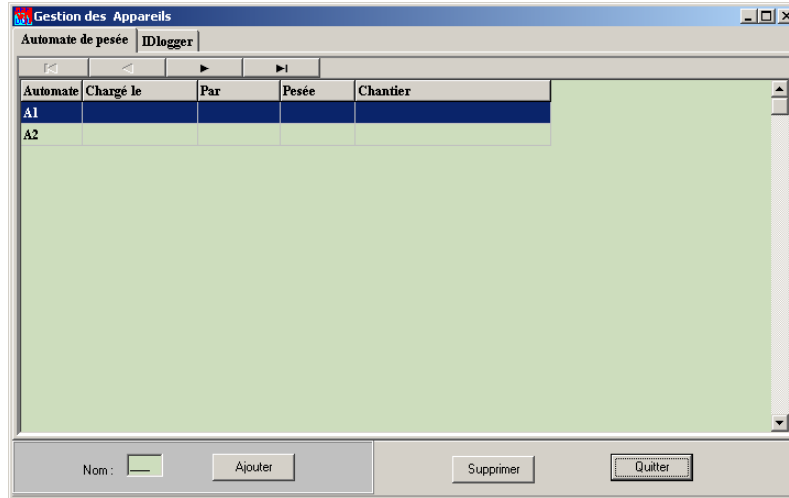 Gestion des Appareils
Automate de pesée IDlogger
Automate Chargé le Par Pesée Chantier
A1
A2
Nom : Ajouter Supprimer Quitter